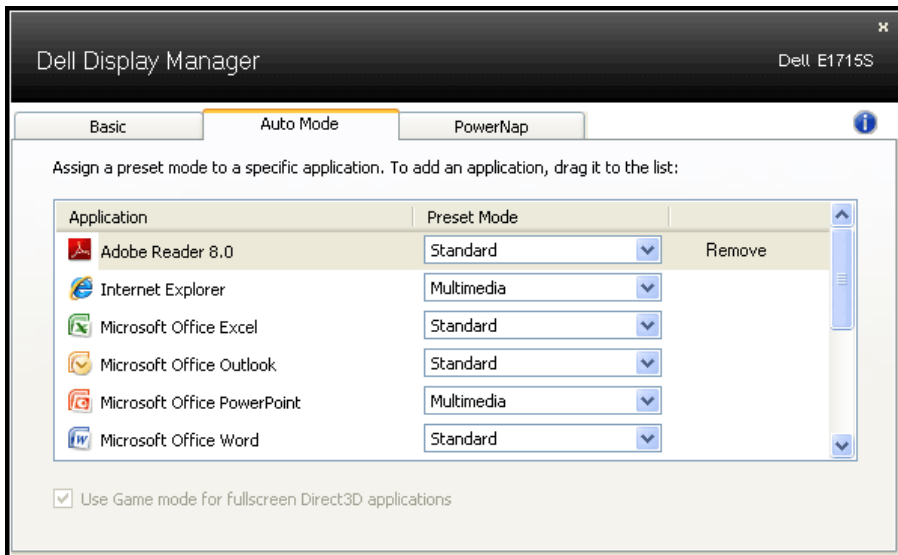 Dell Display Manager
Dell E1715S
Basic
Auto Mode
PowerNap
Assign a preset mode to a specific application. To add an application, drag it to the list:
Application Preset Mode
Adobe Reader 8.0 Standard Remove
Internet Explorer Multimedia
Microsoft Office Excel Standard
Microsoft Office Outlook Standard
Microsoft Office PowerPoint Multimedia
Microsoft Office Word Standard
Use Game mode for fullscreen Direct3D applications